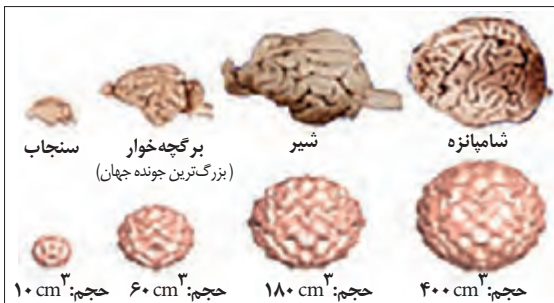 شامپانزه
شیر
برگچه‌خوار
(بزرگ‌ترین جونده جهان)
سنجاب
حجم: ۴۰۰ cm³
حجم: ۱۸۰ cm³
حجم: ۶۰ cm³
حجم: ۱۰ cm³